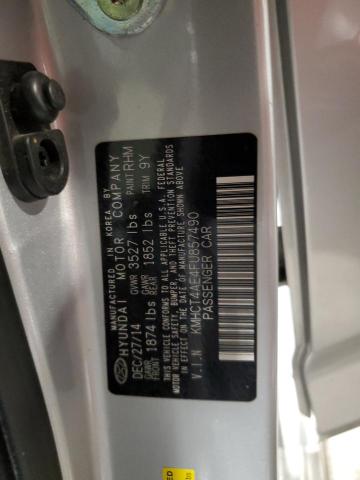 MANUFACTURED IN KOREA BY
HYUNDAI MOTOR COMPANY
DEC/27/14 GVWR 3527 lbs PAINT: RHM
GAWR FRONT 1874 lbs GAWR REAR 1852 lbs TRIM 9Y
THIS VEHICLE CONFORMS TO ALL APPLICABLE U.S.A. FEDERAL
MOTOR VEHICLE SAFETY, BUMPER, AND THEFT PREVENTION STANDARDS
IN EFFECT ON THE DATE OF MANUFACTURE SHOWN ABOVE.
V.I.N KMHCT4AE4FU857490
PASSENGER CAR